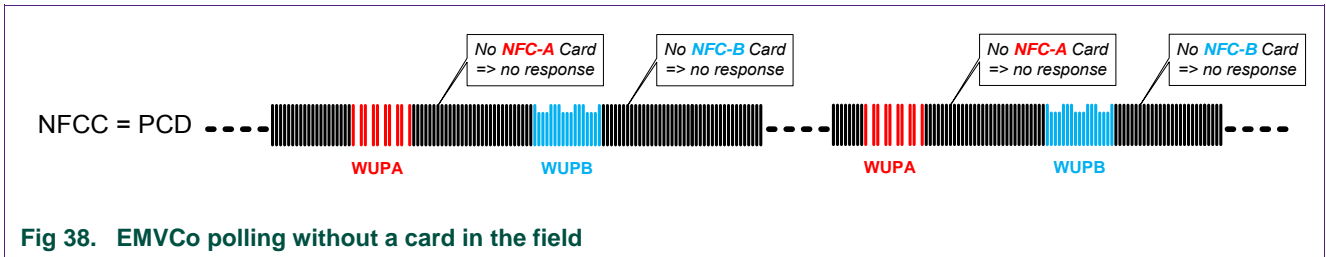 No NFC-A Card
=> no response
No NFC-B Card
=> no response
No NFC-A Card
=> no response
No NFC-B Card
=> no response
NFCC = PCD
WUPA
WUPB
WUPA
WUPB
Fig 38. EMVCo polling without a card in the field